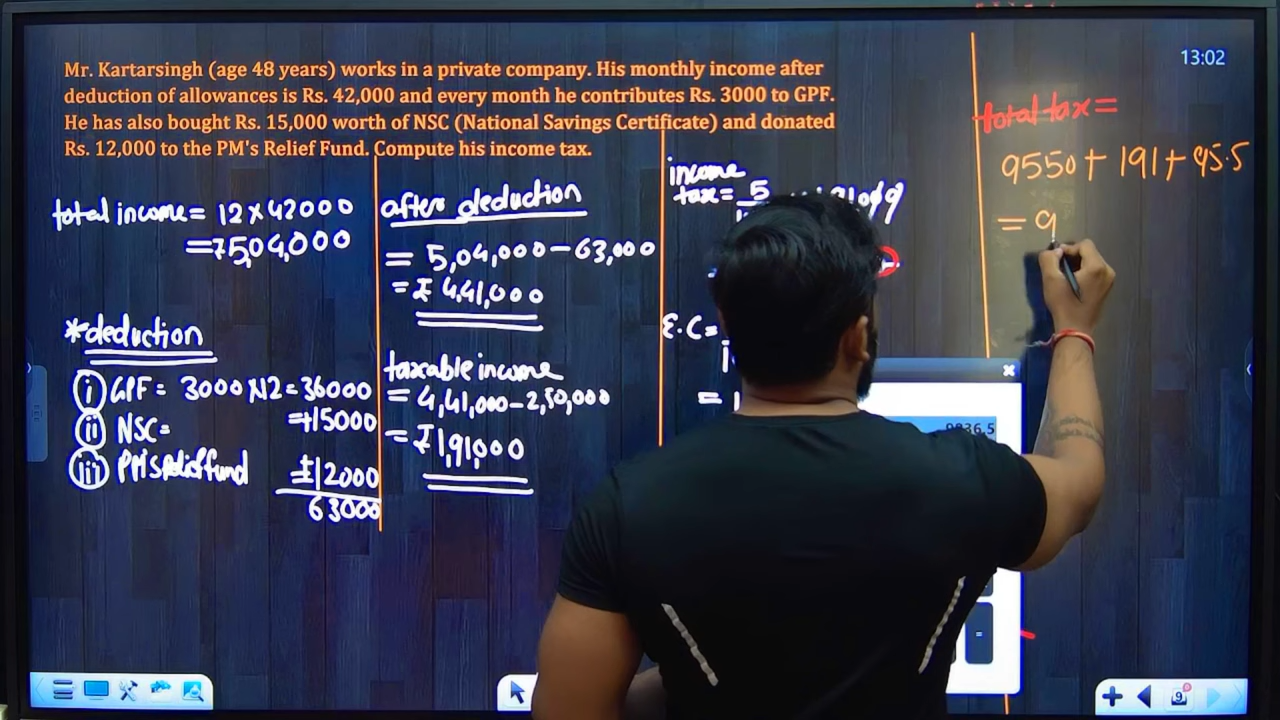 13:02
Mr. Kartarsingh (age 48 years) works in a private company. His monthly income after
deduction of allowances is Rs. 42,000 and every month he contributes Rs. 3000 to GPF.
He has also bought Rs. 15,000 worth of NSC (National Savings Certificate) and donated
Rs. 12,000 to the PM's Relief Fund. Compute his income tax.
total income = 12 x 42000
= ₹5,04,000
*deduction
i GPF = 3000 x 12 = 36000
ii NSC = +15000
iii PM's relief fund +12000
63000
after deduction
= 5,04,000 - 63,000
= ₹ 4,41,000
taxable income
= 4,41,000 - 2,50,000
= ₹ 1,91,000
income
tax = 5
E.C =
=
9836.5
=
total tax =
9550 + 191 + 95.5
= 9
9